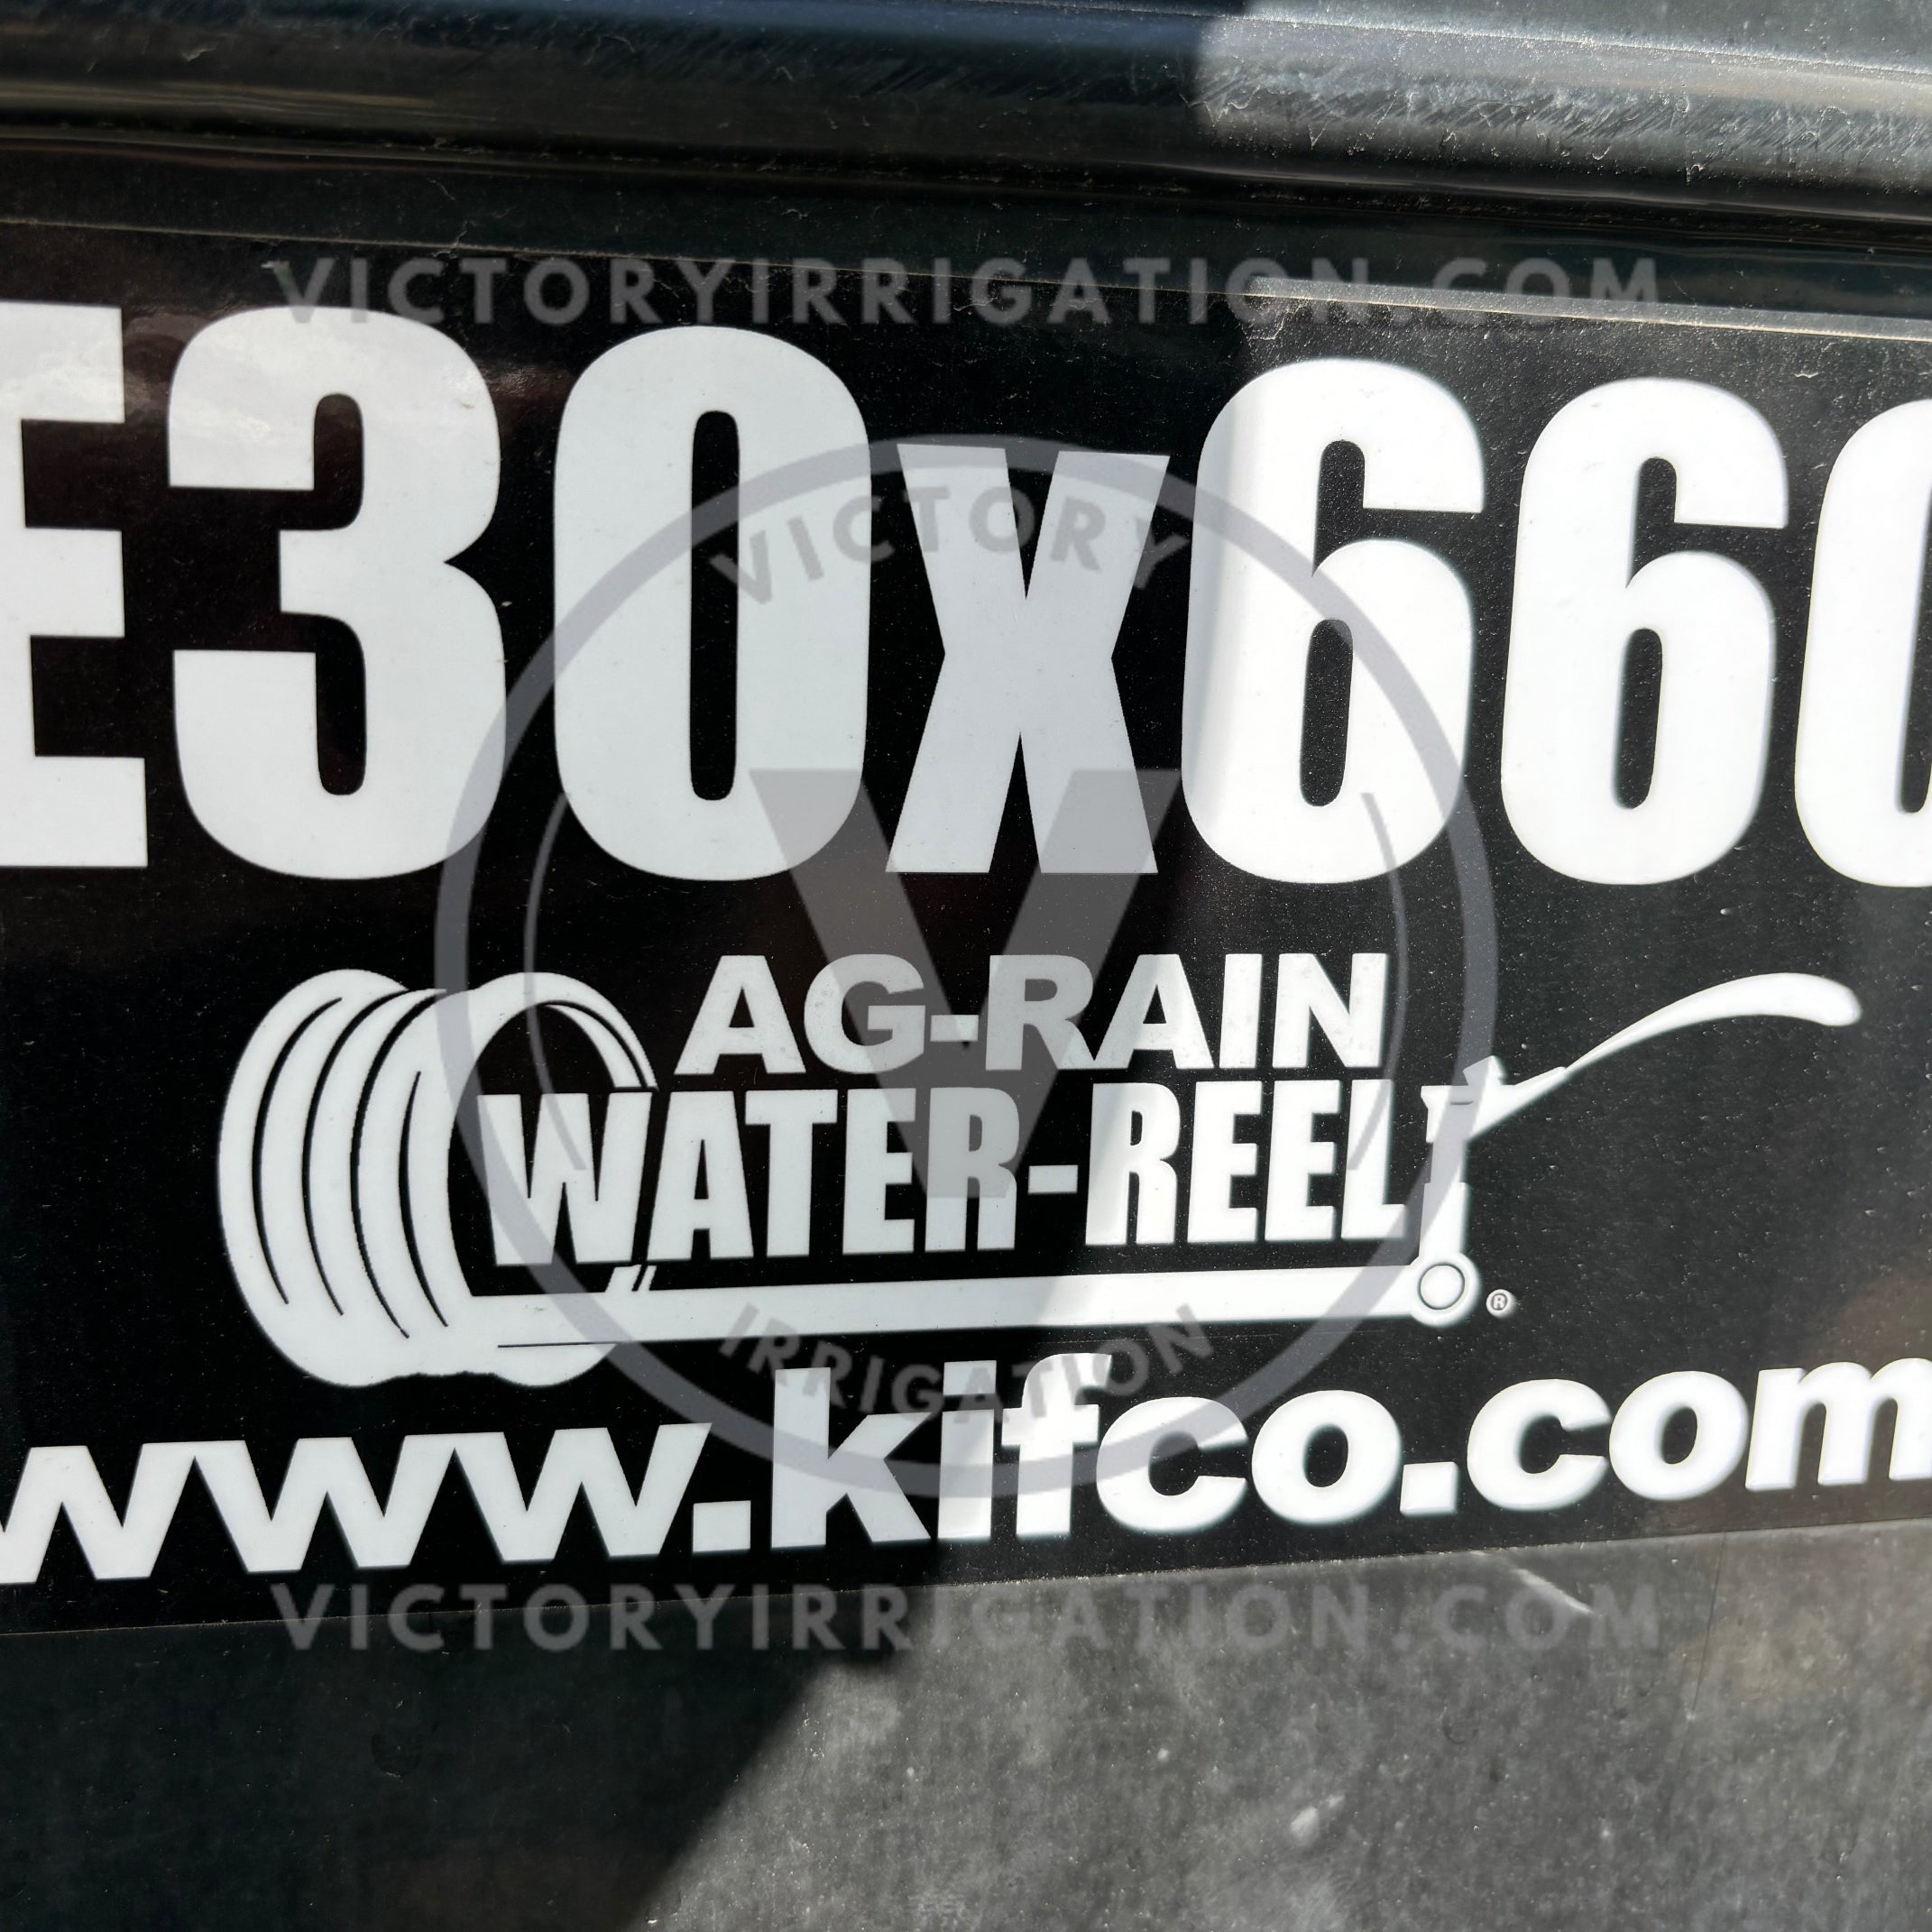 VICTORYIRRIGATION.COM
E30x660
VICTORY
V
AG-RAIN
WATER-REEL®
IRRIGATION
www.kifco.com
VICTORYIRRIGATION.COM